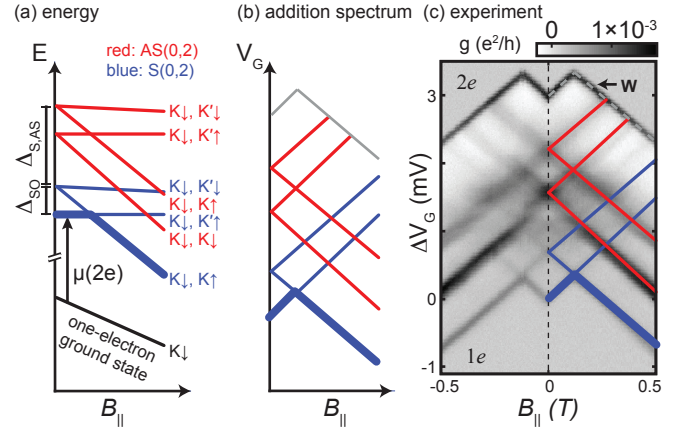 (a) energy
(b) addition spectrum
(c) experiment
E
red: AS(0,2)
blue: S(0,2)
Δ_S,AS
Δ_SO
K↓, K′↓
K↓, K′↑
K↓, K′↓
K↓, K↑
K↓, K′↑
K↓, K↓
K↓, K↑
μ(2e)
one-electron
ground state
K↓
B_||
V_G
B_||
0 1×10⁻³
g (e²/h)
2e
W
3
ΔV_G (mV)
0
1e
-1
-0.5 0 0.5
B_|| (T)